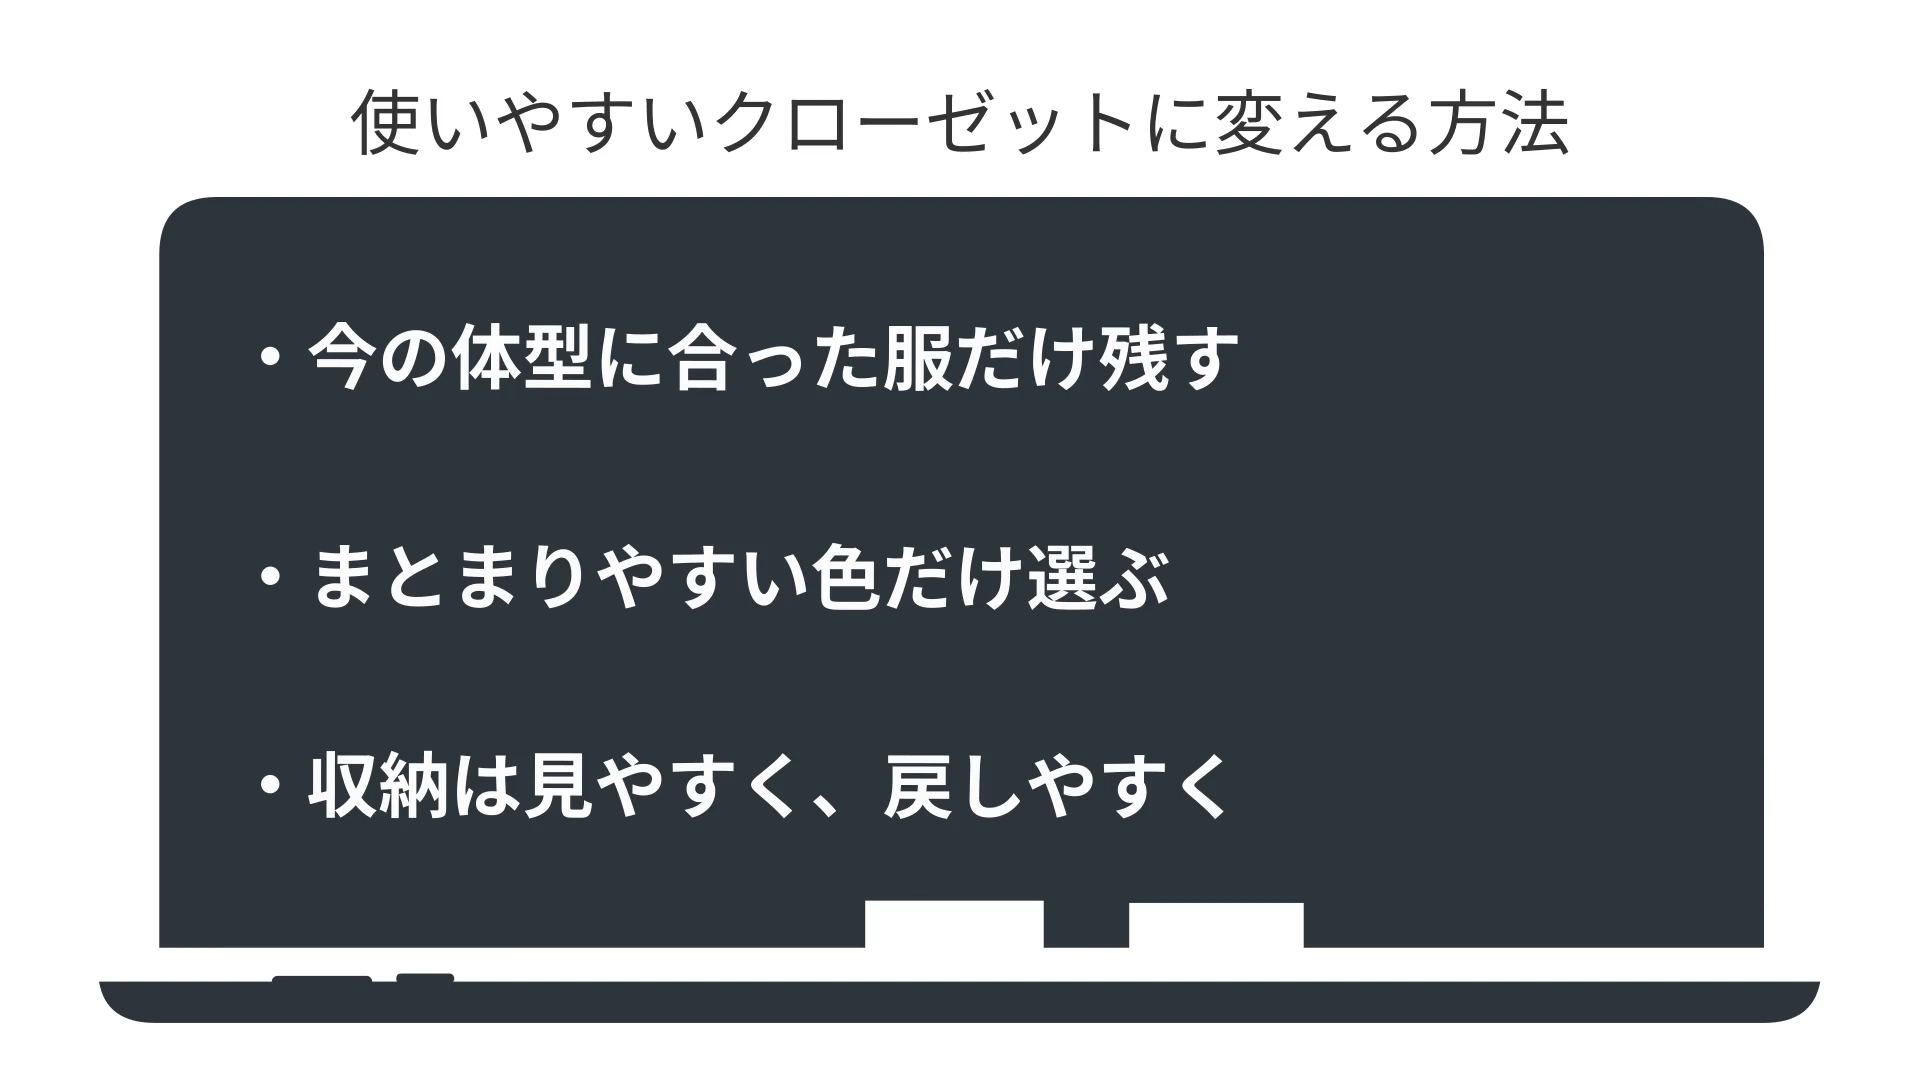 使いやすいクローゼットに変える方法
・今の体型に合った服だけ残す
・まとまりやすい色だけ選ぶ
・収納は見やすく、戻しやすく